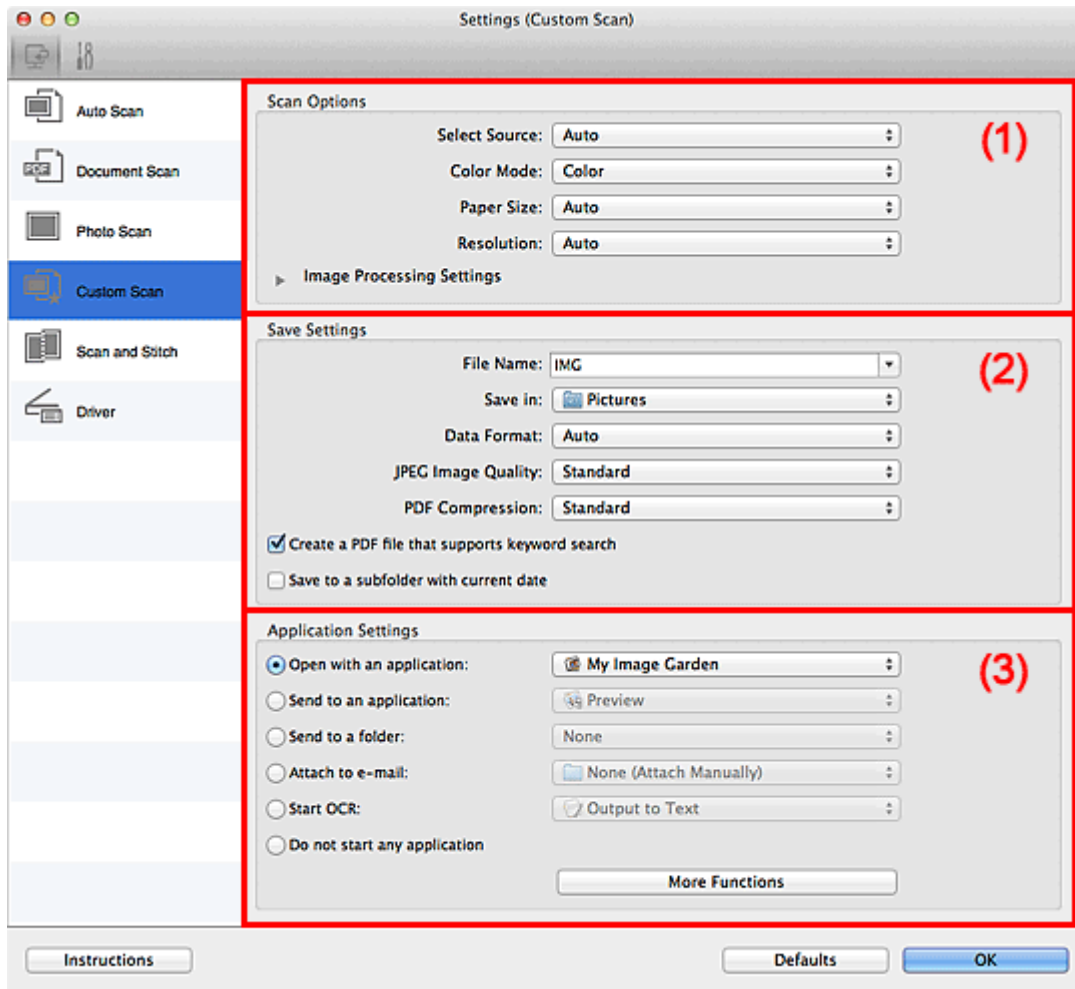 Settings (Custom Scan)
Auto Scan
Document Scan
Photo Scan
Custom Scan
Scan and Stitch
Driver
Scan Options
(1)
Select Source: Auto
Color Mode: Color
Paper Size: Auto
Resolution: Auto
Image Processing Settings
Save Settings
(2)
File Name: IMG
Save in: Pictures
Data Format: Auto
JPEG Image Quality: Standard
PDF Compression: Standard
Create a PDF file that supports keyword search
Save to a subfolder with current date
Application Settings
(3)
Open with an application: My Image Garden
Send to an application: Preview
Send to a folder: None
Attach to e-mail: None (Attach Manually)
Start OCR: Output to Text
Do not start any application
More Functions
Instructions
Defaults
OK